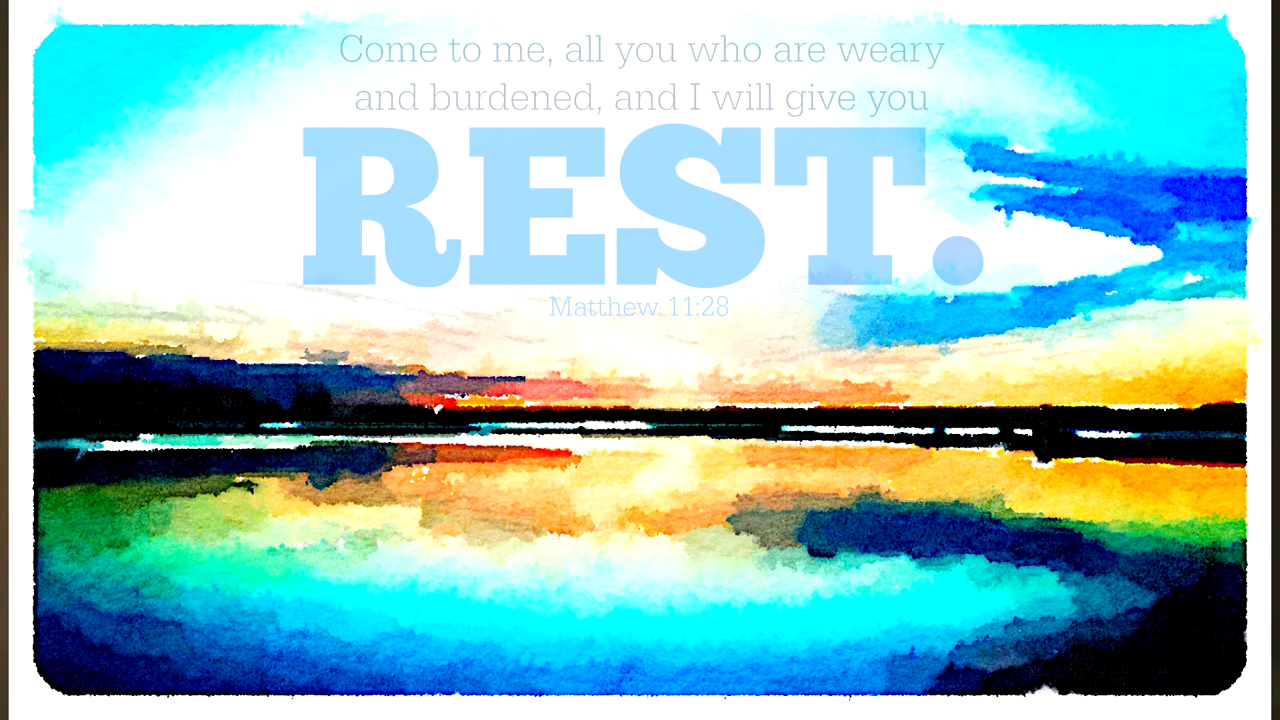 Come to me, all you who are weary
and burdened, and I will give you
REST.
Matthew 11:28